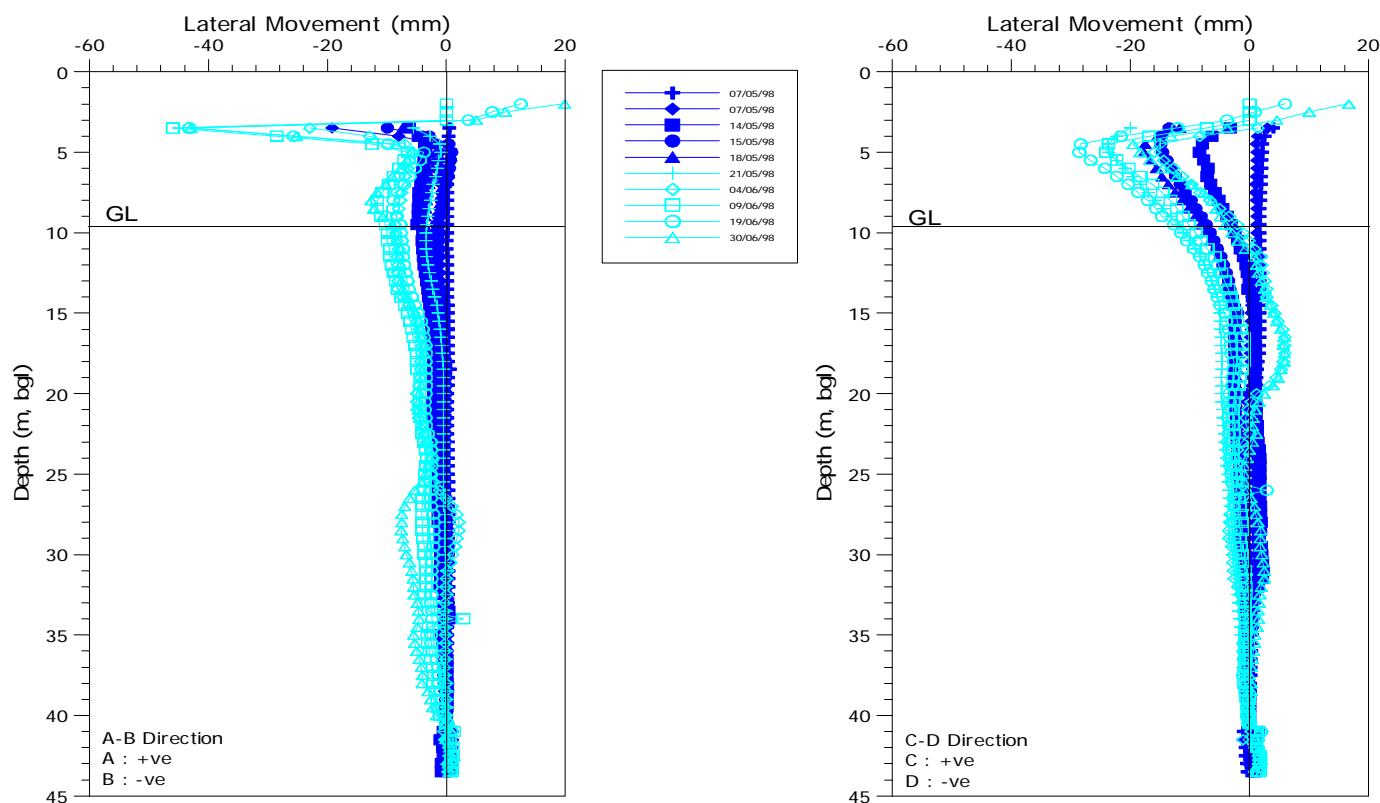 Lateral Movement (mm)
-60 -40 -20 0 20
0
5
10
15
20
25
30
35
40
45
Depth (m, bgl)
GL
A-B Direction
A : +ve
B : -ve
07/05/98
07/05/98
14/05/98
15/05/98
18/05/98
21/05/98
04/06/98
09/06/98
19/06/98
30/06/98
Lateral Movement (mm)
-60 -40 -20 0 20
0
5
10
15
20
25
30
35
40
45
Depth (m, bgl)
GL
C-D Direction
C : +ve
D : -ve